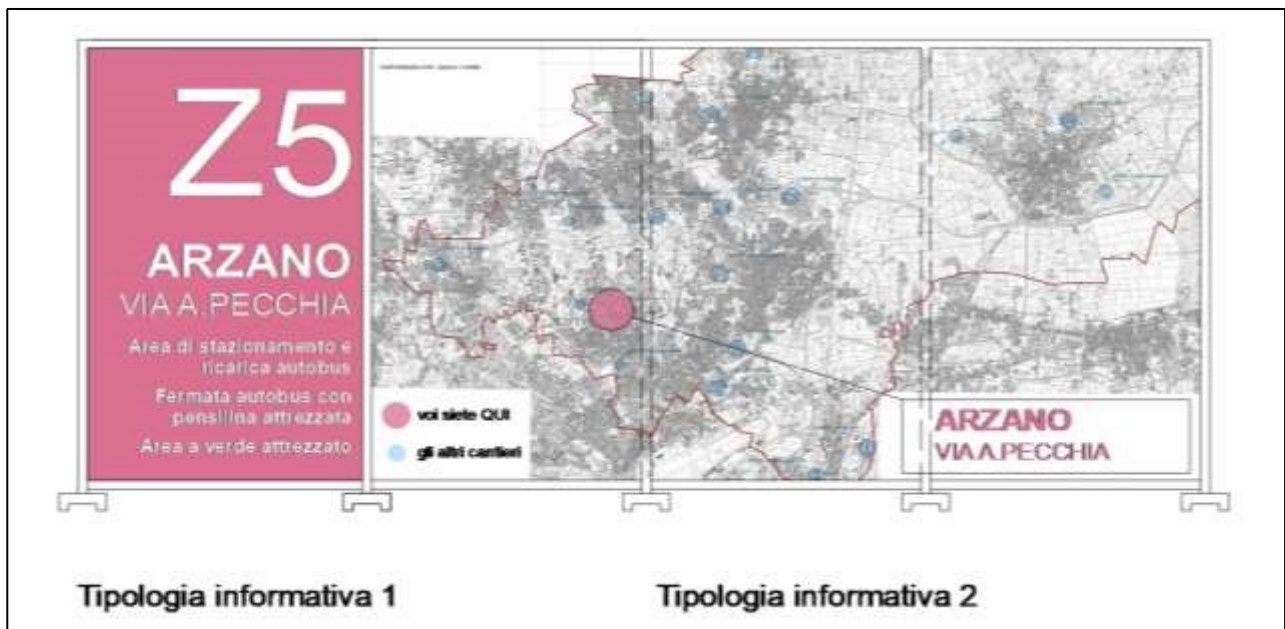 Z5
ARZANO
VIA A.PECCHIA
Area di stazionamento e
ricarica autobus
Fermata autobus con
pensilina attrezzata
Area a verde attrezzato
voi siete QUI
gli altri cantieri
ARZANO
VIA A.PECCHIA
Tipologia informativa 1
Tipologia informativa 2